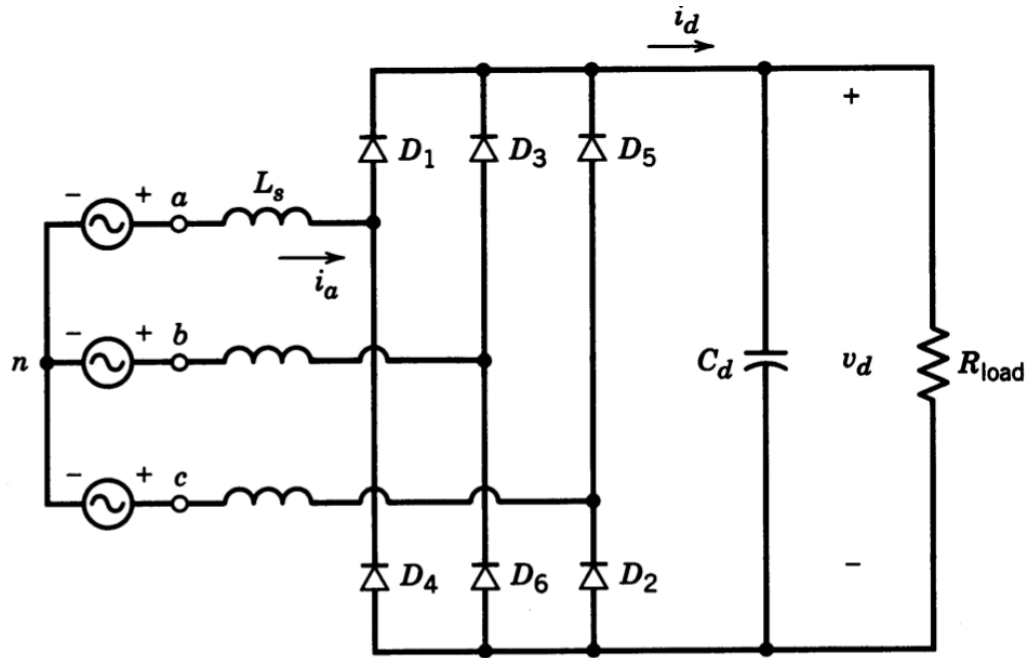 i_d
+
D_1 D_3 D_5
- + a L_s
i_a
- + b
n
C_d v_d R_load
- + c
D_4 D_6 D_2
-